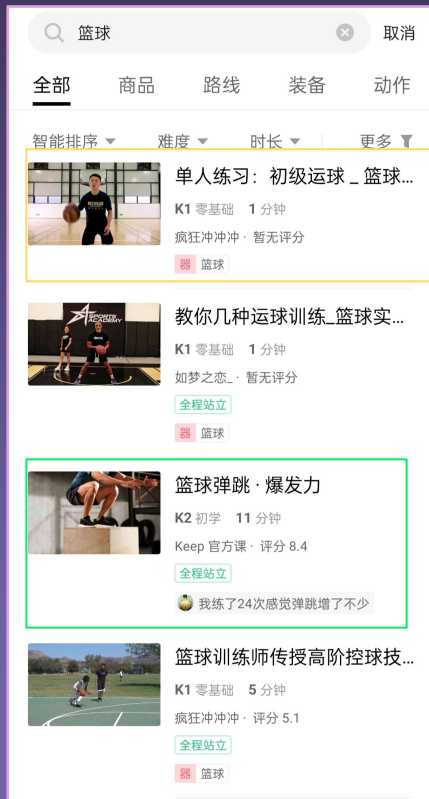 篮球
取消
全部 商品 路线 装备 动作
智能排序 难度 时长 更多
单人练习：初级运球 _ 篮球...
K1 零基础 1 分钟
疯狂冲冲冲 · 暂无评分
器 篮球
SPORTS
ACADEMY
教你几种运球训练_篮球实...
K1 零基础 1 分钟
如梦之恋_ · 暂无评分
全程站立
器 篮球
篮球弹跳 · 爆发力
K2 初学 11 分钟
Keep 官方课 · 评分 8.4
全程站立
我练了24次感觉弹跳增了不少
篮球训练师传授高阶控球技...
K1 零基础 5 分钟
疯狂冲冲冲 · 评分 5.1
全程站立
器 篮球